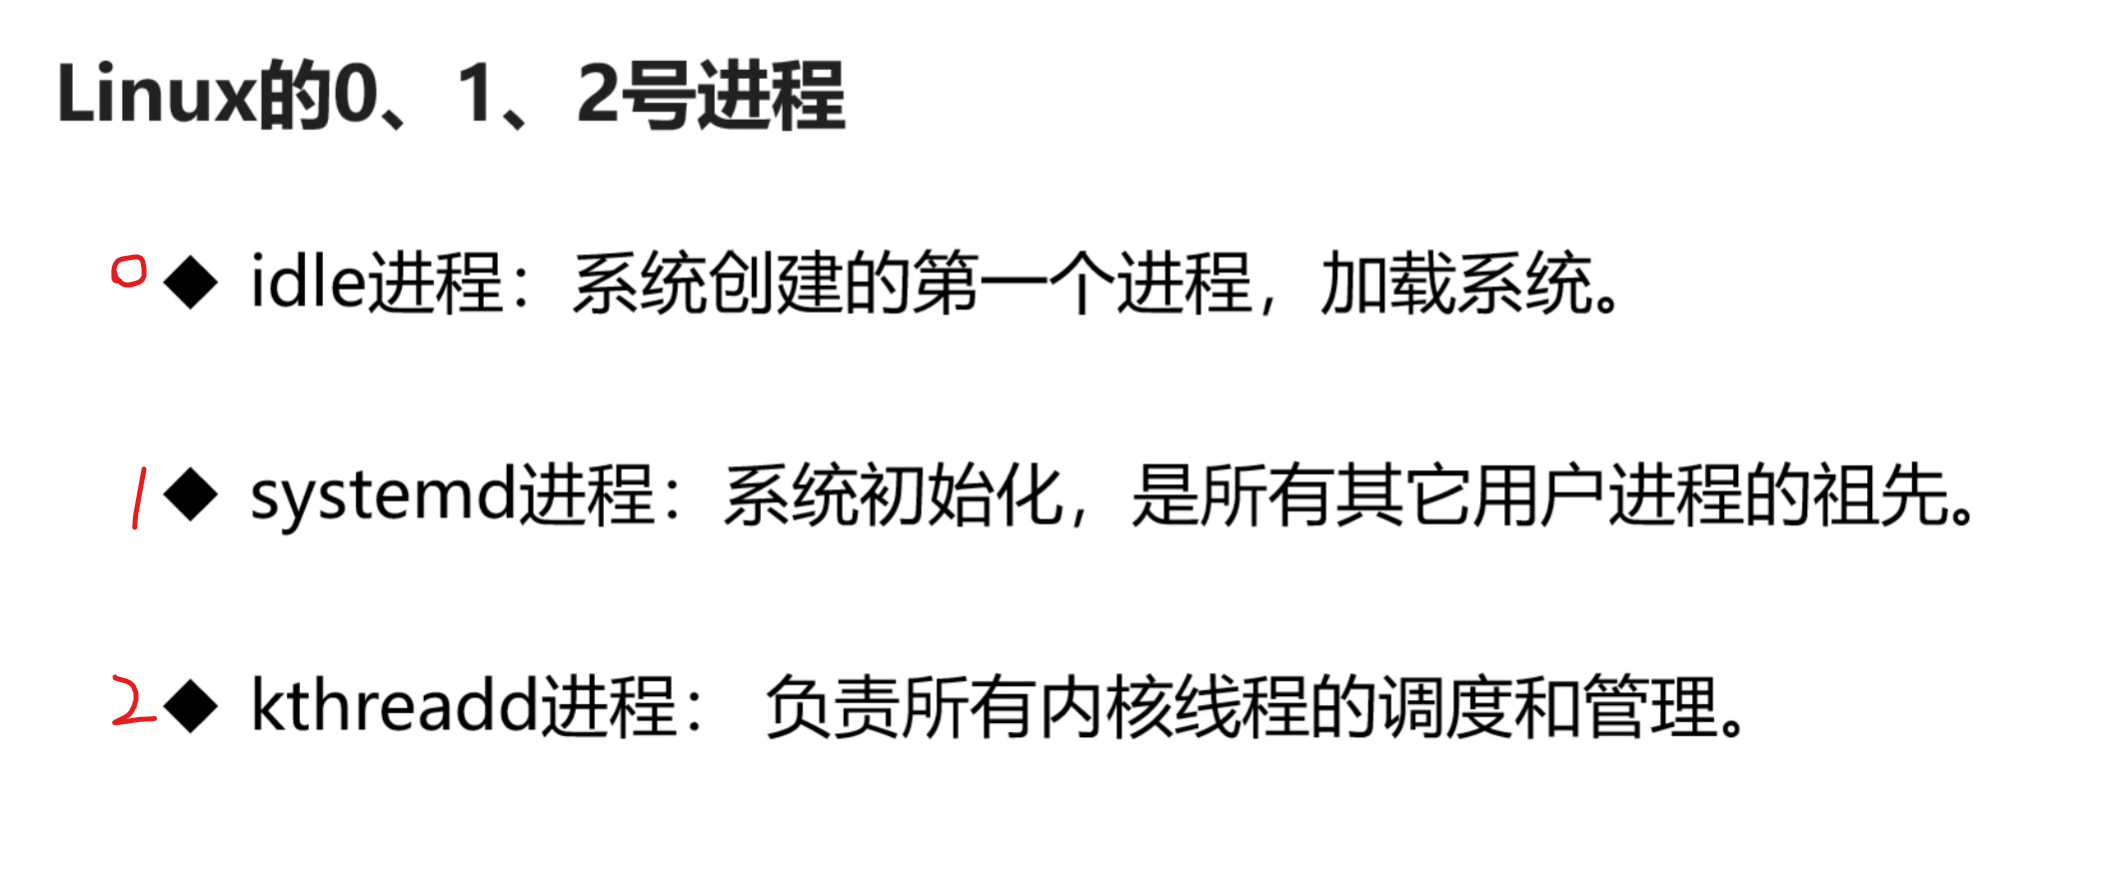 Linux的0、1、2号进程
0◆ idle进程：系统创建的第一个进程，加载系统。
1◆ systemd进程：系统初始化，是所有其它用户进程的祖先。
2◆ kthreadd进程： 负责所有内核线程的调度和管理。